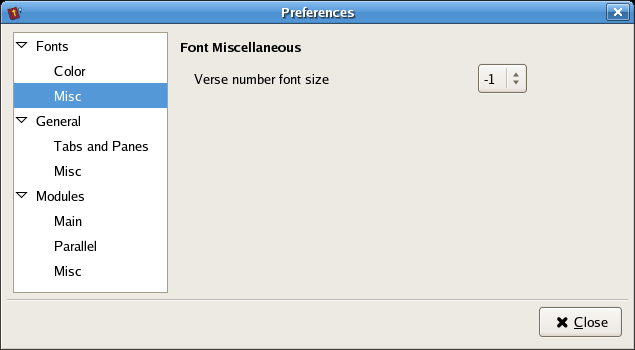 Preferences
Fonts
Color
Misc
General
Tabs and Panes
Misc
Modules
Main
Parallel
Misc
Font Miscellaneous
Verse number font size
-1
Close